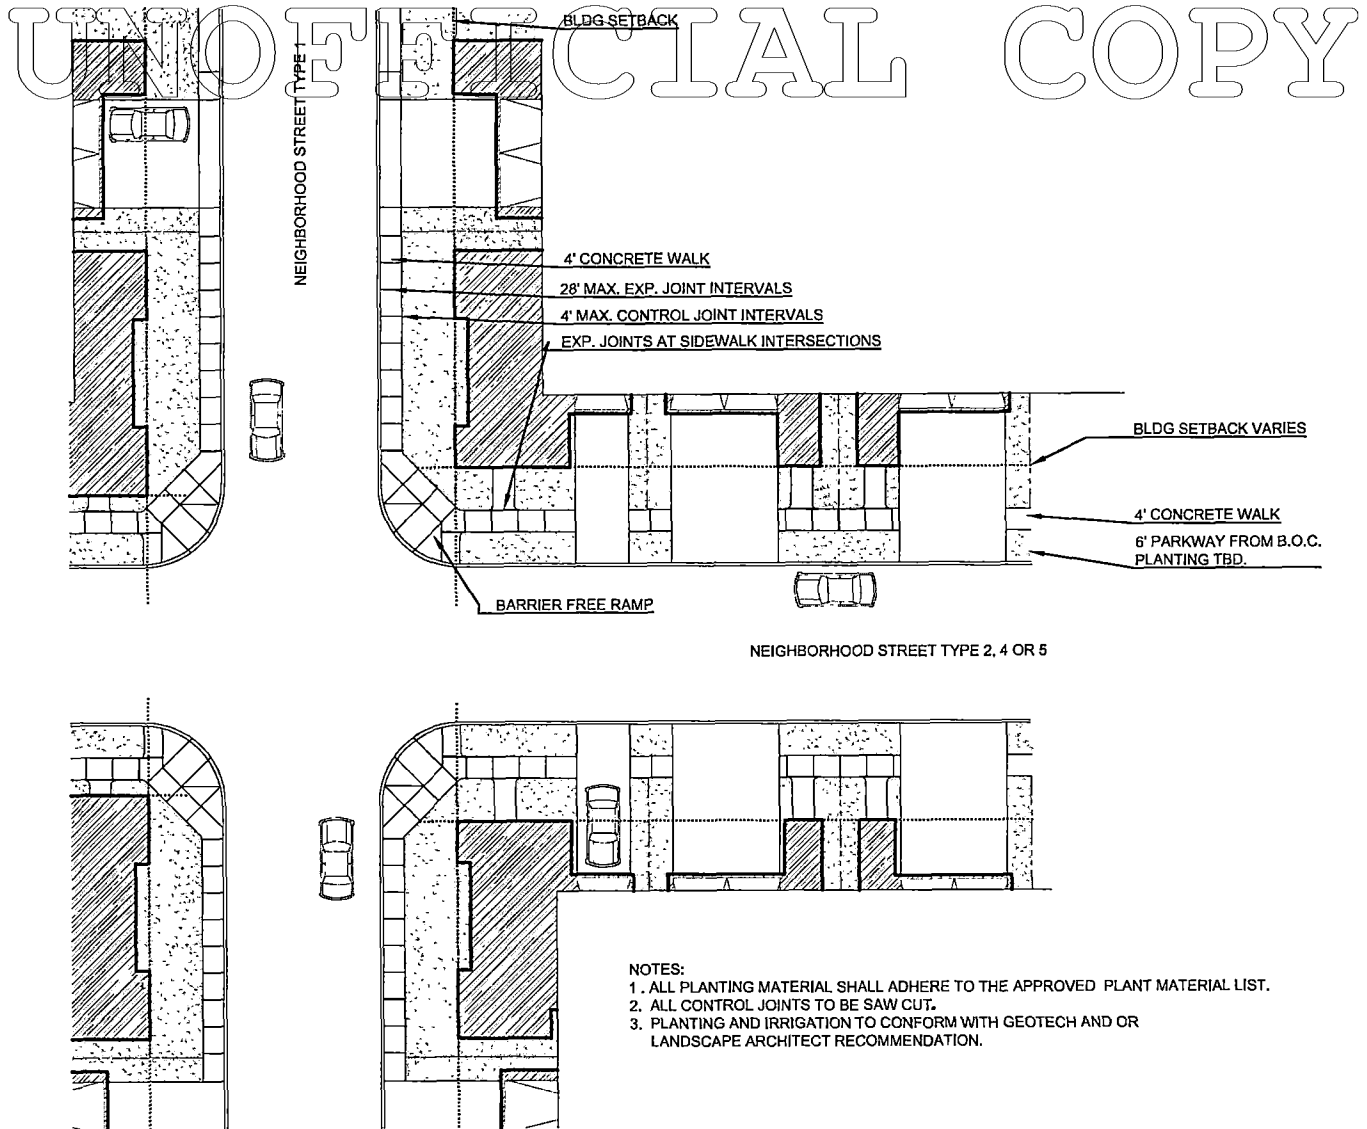 UNOFFICIAL COPY
BLDG SETBACK
NEIGHBORHOOD STREET TYPE 1
4' CONCRETE WALK
28' MAX. EXP. JOINT INTERVALS
4' MAX. CONTROL JOINT INTERVALS
EXP. JOINTS AT SIDEWALK INTERSECTIONS
BLDG SETBACK VARIES
4' CONCRETE WALK
6' PARKWAY FROM B.O.C.
PLANTING TBD.
BARRIER FREE RAMP
NEIGHBORHOOD STREET TYPE 2, 4 OR 5
NOTES:
1. ALL PLANTING MATERIAL SHALL ADHERE TO THE APPROVED PLANT MATERIAL LIST.
2. ALL CONTROL JOINTS TO BE SAW CUT.
3. PLANTING AND IRRIGATION TO CONFORM WITH GEOTECH AND OR
LANDSCAPE ARCHITECT RECOMMENDATION.